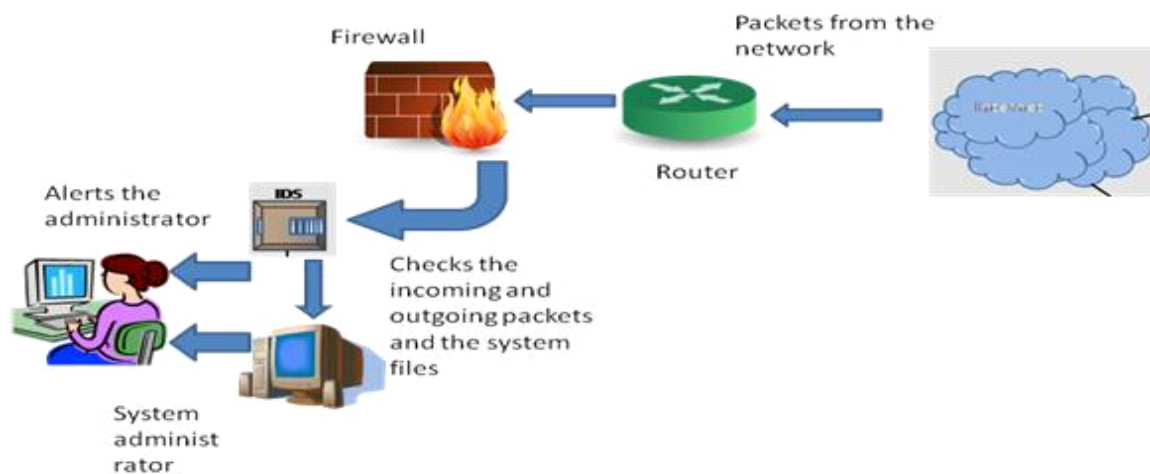 Packets from the
network
Firewall
Router
IDS
Alerts the
administrator
Checks the
incoming and
outgoing packets
and the system
files
System
administ
rator